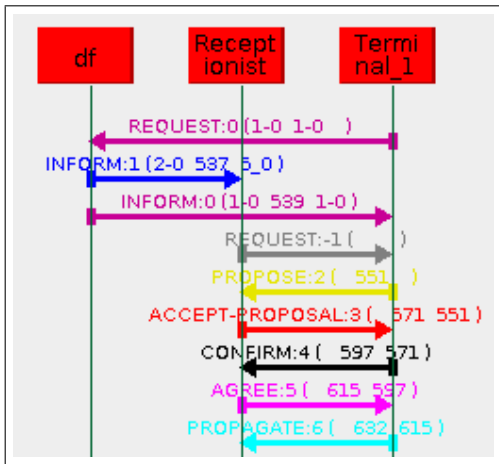 df
Recept
ionist
Termi
nal_1
REQUEST:0 (1-0 1-0 )
INFORM:1 (2-0 537 5_0)
INFORM:0 (1-0 539 1-0)
REQUEST:-1 ( )
PROPOSE:2 ( 551 )
ACCEPT-PROPOSAL:3 ( 571 551)
CONFIRM:4 ( 597 571)
AGREE:5 ( 615 597)
PROPAGATE:6 ( 632 615)